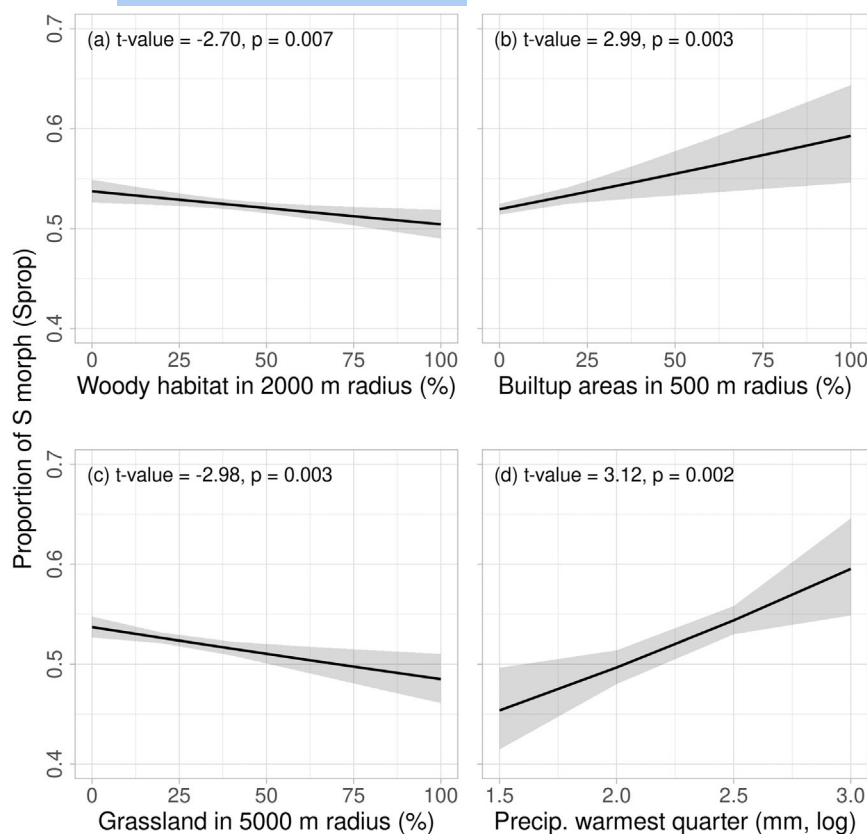 (a) t-value = -2.70, p = 0.007
0.7
0.6
0.5
0.4
0 25 50 75 100
Woody habitat in 2000 m radius (%)
(b) t-value = 2.99, p = 0.003
0 25 50 75 100
Builtup areas in 500 m radius (%)
Proportion of S morph (Sprop)
(c) t-value = -2.98, p = 0.003
0.7
0.6
0.5
0.4
0 25 50 75 100
Grassland in 5000 m radius (%)
(d) t-value = 3.12, p = 0.002
1.5 2.0 2.5 3.0
Precip. warmest quarter (mm, log)